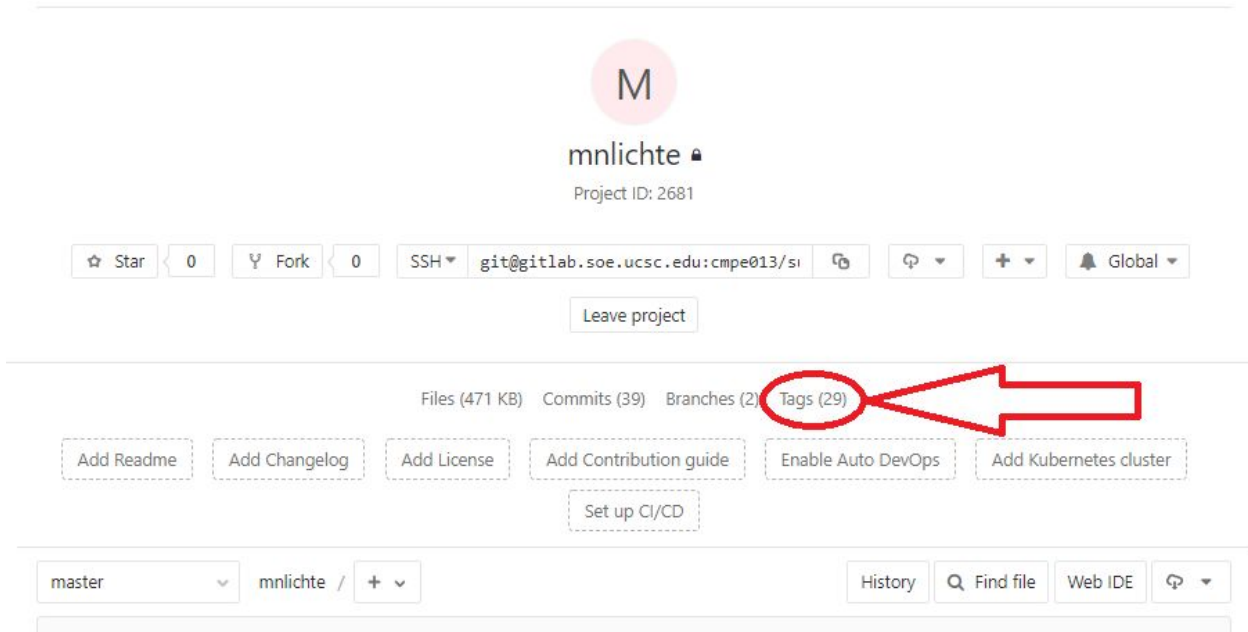 M
mnlichte
Project ID: 2681
Star 0 Fork 0 SSH git@gitlab.soe.ucsc.edu:cmpe013/su Global
Leave project
Files (471 KB) Commits (39) Branches (2) Tags (29)
Add Readme Add Changelog Add License Add Contribution guide Enable Auto DevOps Add Kubernetes cluster
Set up CI/CD
master mnlichte / + History Find file Web IDE